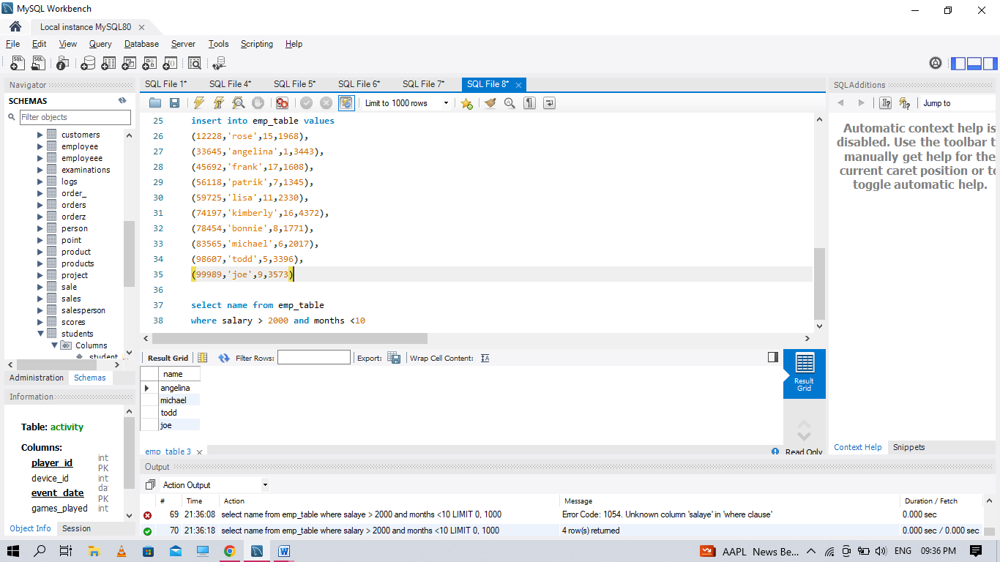 MySQL Workbench
Local instance MySQL80
File Edit View Query Database Server Tools Scripting Help
Navigator
SCHEMAS
Filter objects
customers
employee
employeee
examinations
logs
order_
orders
orderz
person
point
product
products
project
sale
sales
salesperson
scores
students
Columns
student
Administration Schemas
Information
Table: activity
Columns:
player_id int PK
device_id int
event_date da PK
games_played int
Object Info Session
SQL File 1* SQL File 4* SQL File 5* SQL File 6* SQL File 7* SQL File 8*
Limit to 1000 rows
25 insert into emp_table values
26 (12228,'rose',15,1968),
27 (33645,'angelina',1,3443),
28 (45692,'frank',17,1608),
29 (56118,'patrik',7,1345),
30 (59725,'lisa',11,2330),
31 (74197,'kimberly',16,4372),
32 (78454,'bonnie',8,1771),
33 (83565,'michael',6,2017),
34 (98607,'todd',5,3396),
35 (99989,'joe',9,3573)
36
37 select name from emp_table
38 where salary > 2000 and months <10
Result Grid Filter Rows: Export: Wrap Cell Content:
name
angelina
michael
todd
joe
Result Grid
emp_table 3
Read Only
SQLAdditions
Jump to
Automatic context help is
disabled. Use the toolbar t
manually get help for the
current caret position or to
toggle automatic help.
Context Help Snippets
Output
Action Output
# Time Action Message Duration / Fetch
69 21:36:08 select name from emp_table where salaye > 2000 and months <10 LIMIT 0, 1000 Error Code: 1054. Unknown column 'salaye' in 'where clause' 0.000 sec
70 21:36:18 select name from emp_table where salary > 2000 and months <10 LIMIT 0, 1000 4 row(s) returned 0.000 sec / 0.000 sec
AAPL News Be... ENG 09:36 PM